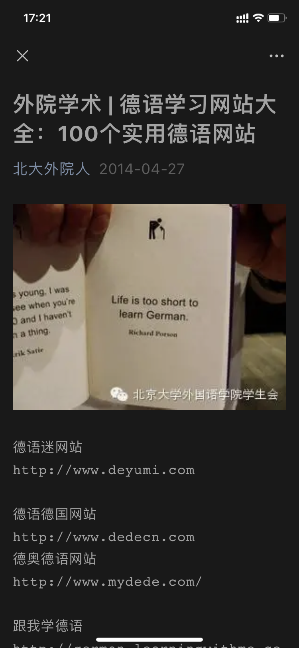 17:21
外院学术 | 德语学习网站大
全：100个实用德语网站
北大外院人 2014-04-27
s young, I was
ee when you're
0 and I haven't
n a thing.
rik Satie
Life is too short to
learn German.
Richard Porson
北京大学外国语学院学生会
德语迷网站
http://www.deyumi.com
德语德国网站
http://www.dedecn.com
德奥德语网站
http://www.mydede.com/
跟我学德语